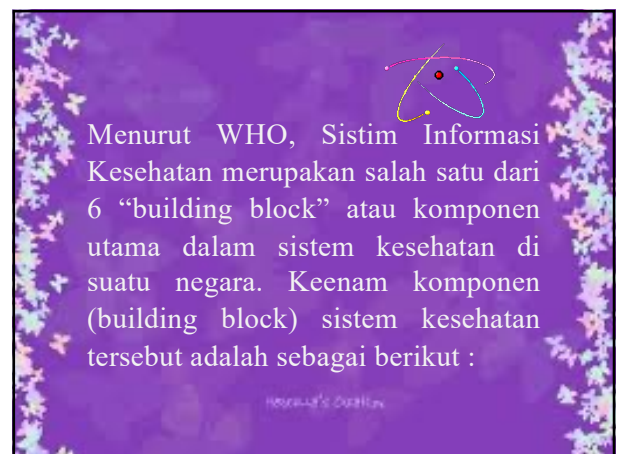 Menurut WHO, Sistim Informasi
Kesehatan merupakan salah satu dari
6 “building block” atau komponen
utama dalam sistem kesehatan di
suatu negara. Keenam komponen
(building block) sistem kesehatan
tersebut adalah sebagai berikut :